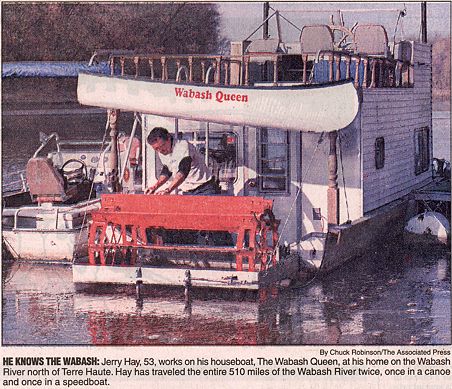 Wabash Queen
By Chuck Robinson/The Associated Press
HE KNOWS THE WABASH: Jerry Hay, 53, works on his houseboat, The Wabash Queen, at his home on the Wabash
River north of Terre Haute. Hay has traveled the entire 510 miles of the Wabash River twice, once in a canoe
and once in a speedboat.